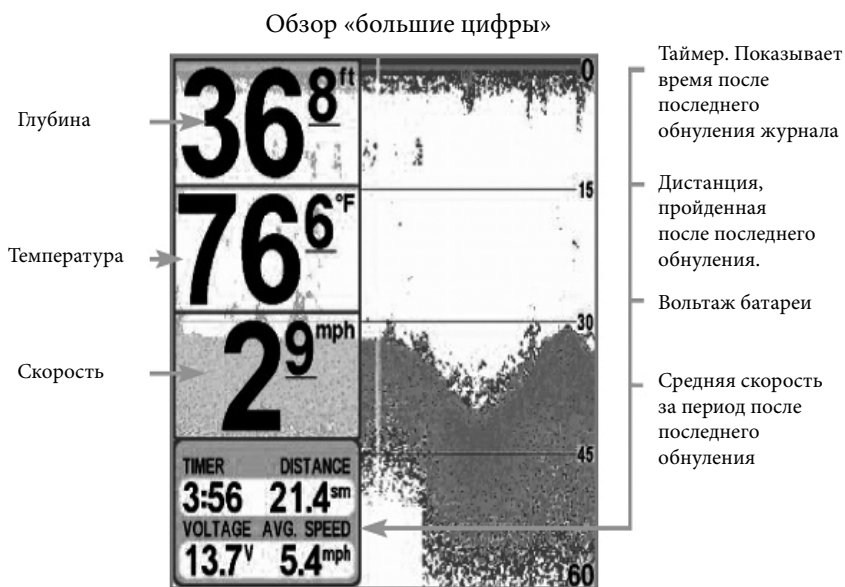 Обзор «большие цифры»
Глубина
Температура
Скорость
36 8 ft
76 6 °F
2 9 mph
TIMER DISTANCE
3:56 21.4 sm
VOLTAGE AVG. SPEED
13.7 V 5.4 mph
0
15
30
45
60
Таймер. Показывает
время после
последнего
обнуления журнала
Дистанция,
пройденная
после последнего
обнуления.
Вольтаж батареи
Средняя скорость
за период после
последнего
обнуления